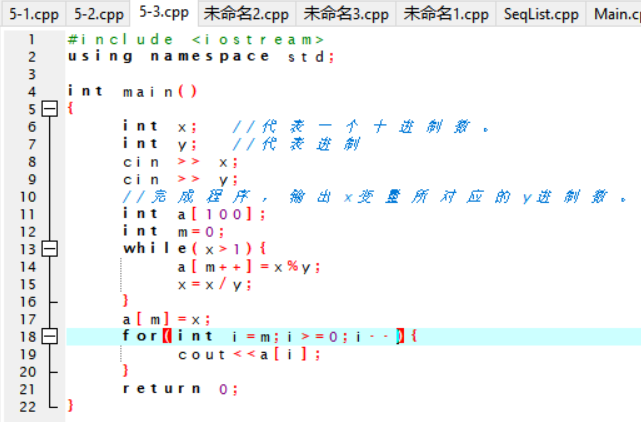 5-1.cpp 5-2.cpp 5-3.cpp 未命名2.cpp 未命名3.cpp 未命名1.cpp SeqList.cpp Main.c
1 #include <iostream>
2 using namespace std;
3
4 int main()
5 {
6 int x; //代表一个十进制数。
7 int y; //代表进制
8 cin >> x;
9 cin >> y;
10 //完成程序，输出x变量所对应的y进制数。
11 int a[100];
12 int m=0;
13 while(x>1){
14 a[m++]=x%y;
15 x=x/y;
16 }
17 a[m]=x;
18 for(int i=m;i>=0;i--){
19 cout<<a[i];
20 }
21 return 0;
22 }